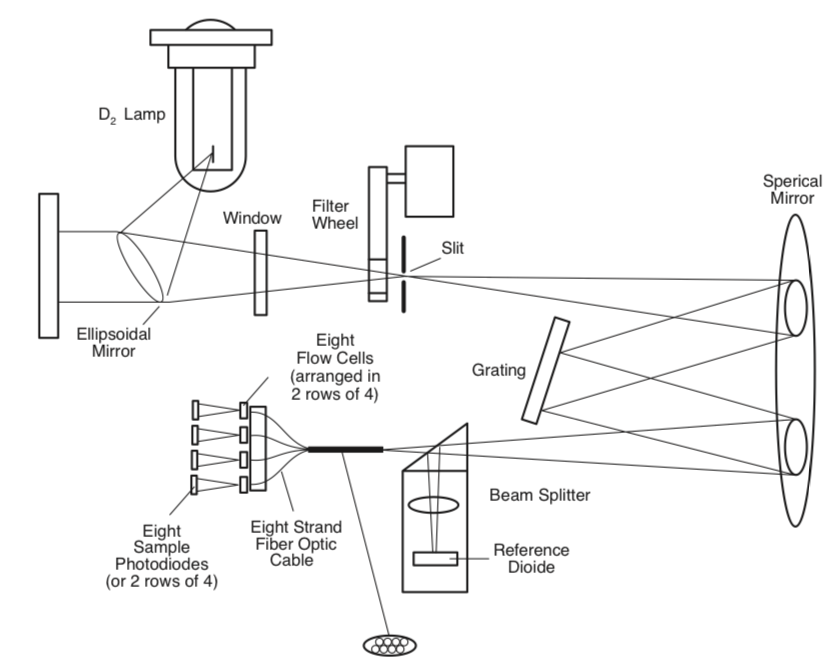 D2 Lamp
Window
Filter
Wheel
Slit
Sperical
Mirror
Ellipsoidal
Mirror
Eight
Flow Cells
(arranged in
2 rows of 4)
Grating
Beam Splitter
Eight
Sample
Photodiodes
(or 2 rows of 4)
Eight Strand
Fiber Optic
Cable
Reference
Dioide